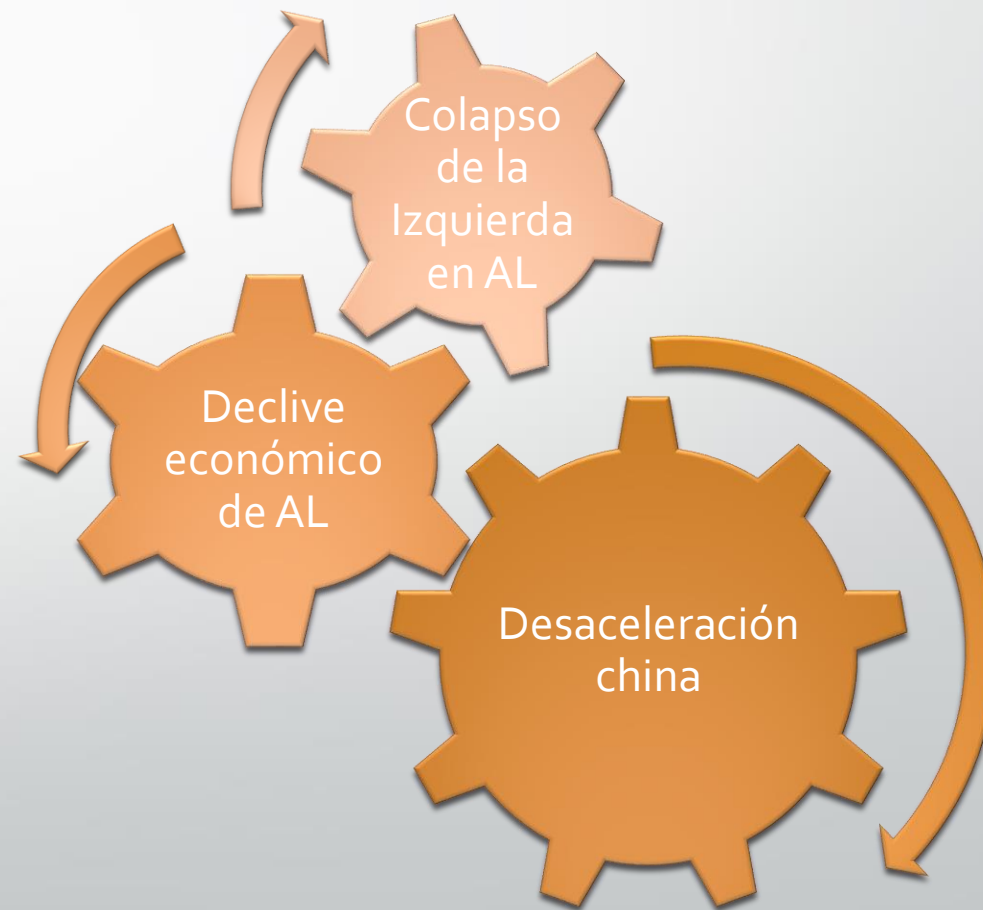 Colapso
de la
Izquierda
en AL
Declive
económico
de AL
Desaceleración
china